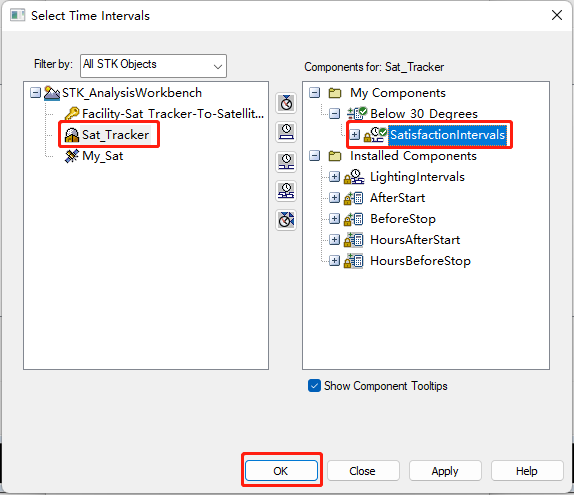 Select Time Intervals
Filter by: All STK Objects
Components for: Sat_Tracker
STK_AnalysisWorkbench
Facility-Sat Tracker-To-Satellit...
Sat_Tracker
My_Sat
My Components
Below 30 Degrees
SatisfactionIntervals
Installed Components
LightingIntervals
AfterStart
BeforeStop
HoursAfterStart
HoursBeforeStop
Show Component Tooltips
OK Close Apply Help